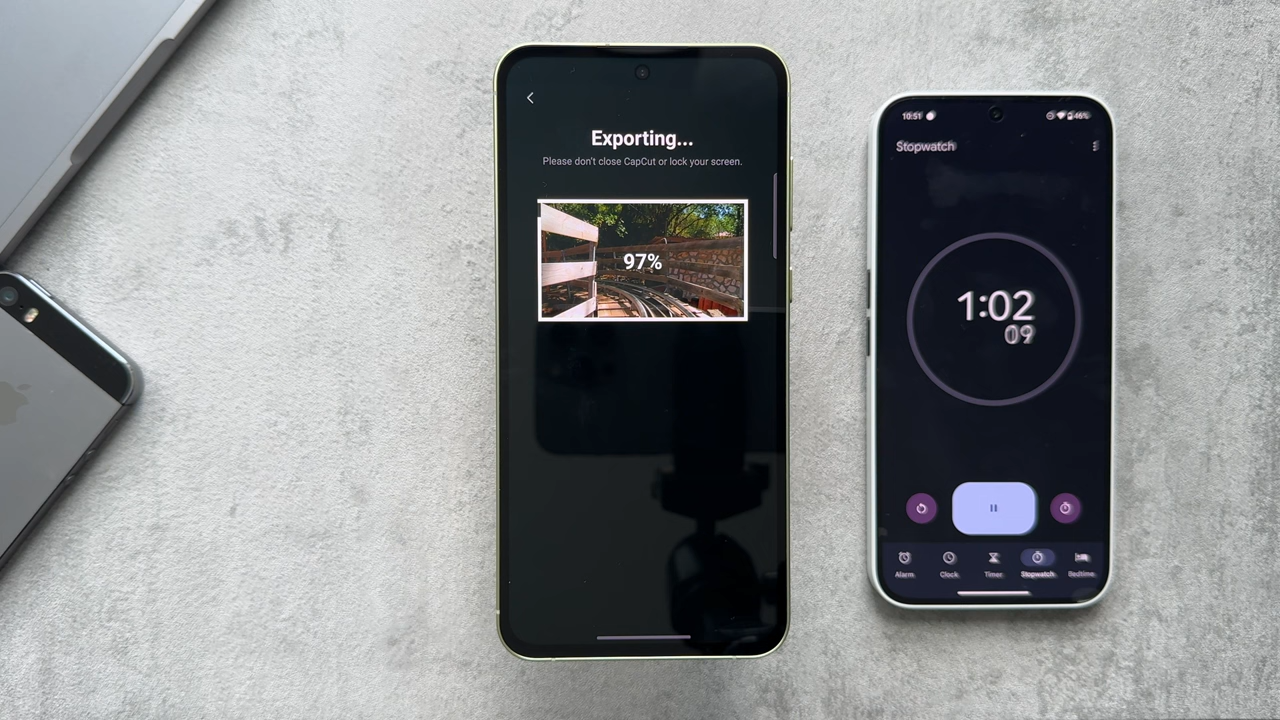 Exporting...
Please don't close CapCut or lock your screen.
97%
10:51
46%
Stopwatch
1:02
09
Alarm
Clock
Timer
Stopwatch
Bedtime